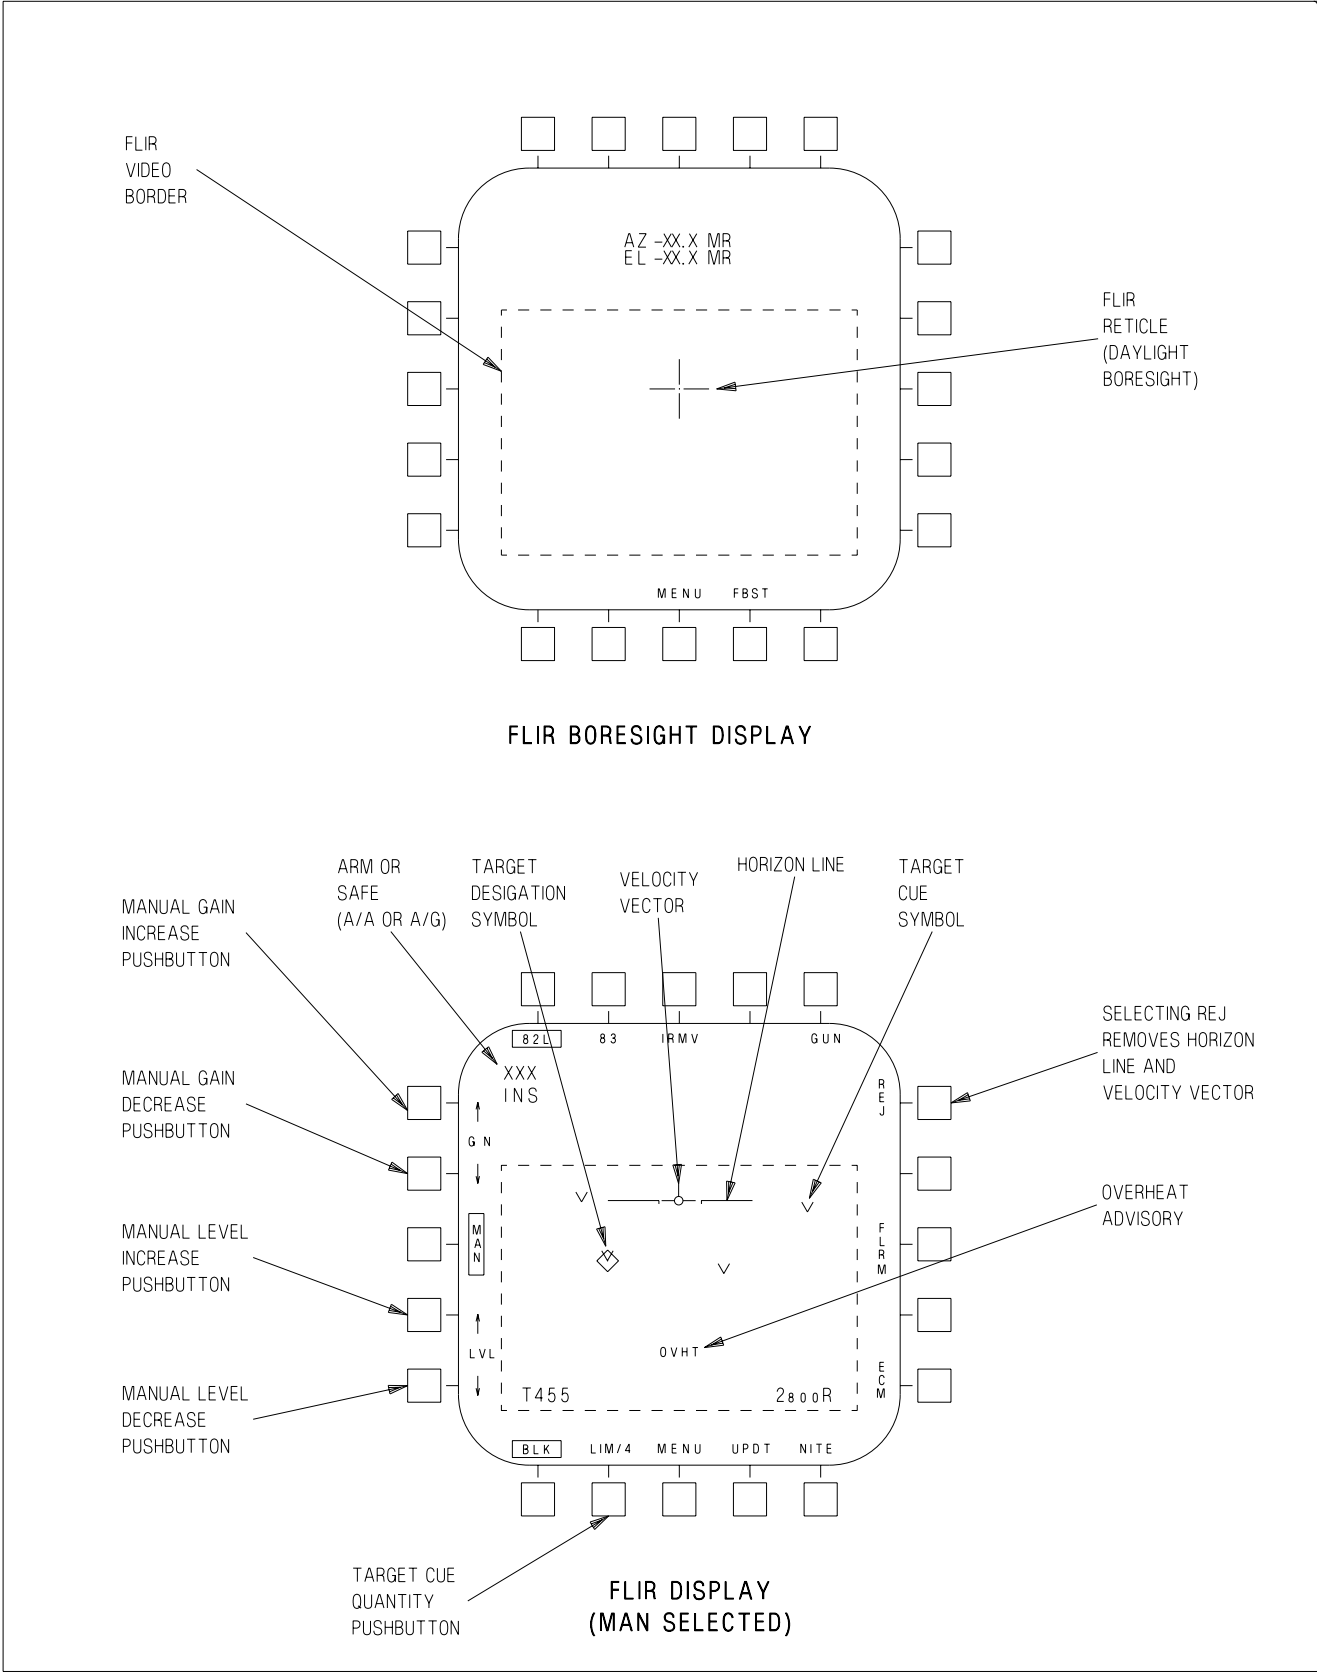 FLIR
VIDEO
BORDER
AZ -XX.X MR
EL -XX.X MR
FLIR
RETICLE
(DAYLIGHT
BORESIGHT)
MENU FBST
FLIR BORESIGHT DISPLAY
ARM OR
SAFE
(A/A OR A/G)
TARGET
DESIGATION
SYMBOL
VELOCITY
VECTOR
HORIZON LINE
TARGET
CUE
SYMBOL
MANUAL GAIN
INCREASE
PUSHBUTTON
MANUAL GAIN
DECREASE
PUSHBUTTON
MANUAL LEVEL
INCREASE
PUSHBUTTON
MANUAL LEVEL
DECREASE
PUSHBUTTON
82L 83 IRMV GUN
XXX
INS
GN
MAN
LVL
REJ
FLRM
ECM
OVHT
T455 2800R
BLK LIM/4 MENU UPDT NITE
SELECTING REJ
REMOVES HORIZON
LINE AND
VELOCITY VECTOR
OVERHEAT
ADVISORY
TARGET CUE
QUANTITY
PUSHBUTTON
FLIR DISPLAY
(MAN SELECTED)